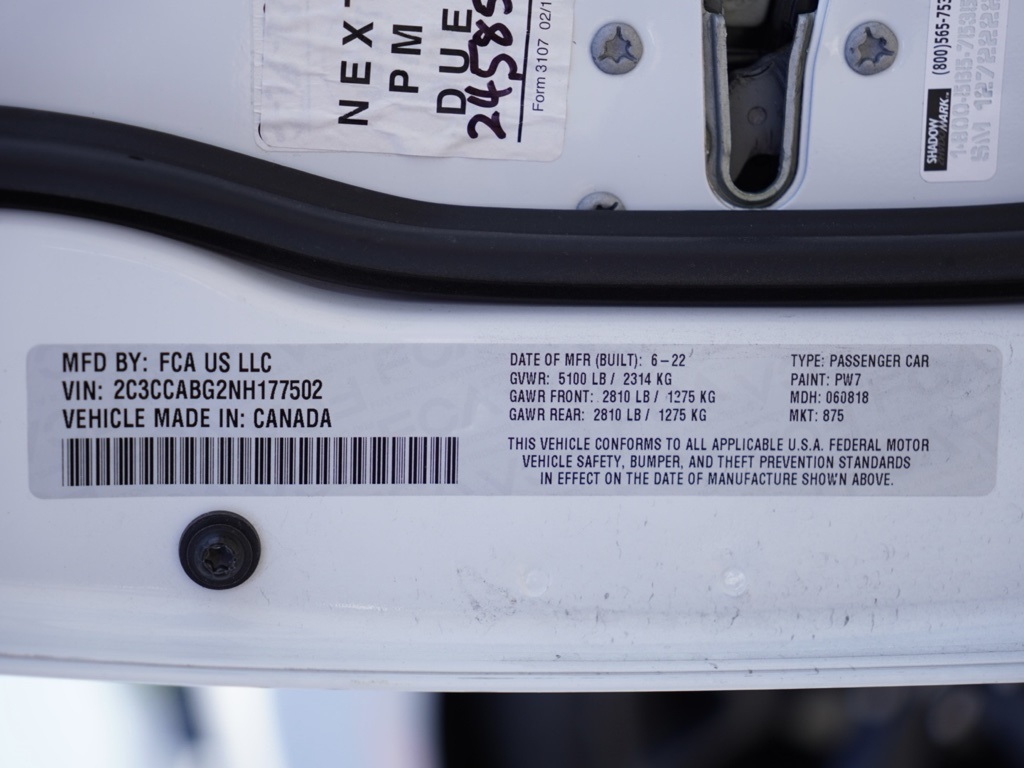 NEXT
PM
DUE
Form 3107 02/1
(800)565-753
SHADOW
MARK
MFD BY: FCA US LLC
VIN: 2C3CCABG2NH177502
VEHICLE MADE IN: CANADA
DATE OF MFR (BUILT): 6-22
GVWR: 5100 LB / 2314 KG
GAWR FRONT: 2810 LB / 1275 KG
GAWR REAR: 2810 LB / 1275 KG
TYPE: PASSENGER CAR
PAINT: PW7
MDH: 060818
MKT: 875
THIS VEHICLE CONFORMS TO ALL APPLICABLE U.S.A. FEDERAL MOTOR
VEHICLE SAFETY, BUMPER, AND THEFT PREVENTION STANDARDS
IN EFFECT ON THE DATE OF MANUFACTURE SHOWN ABOVE.